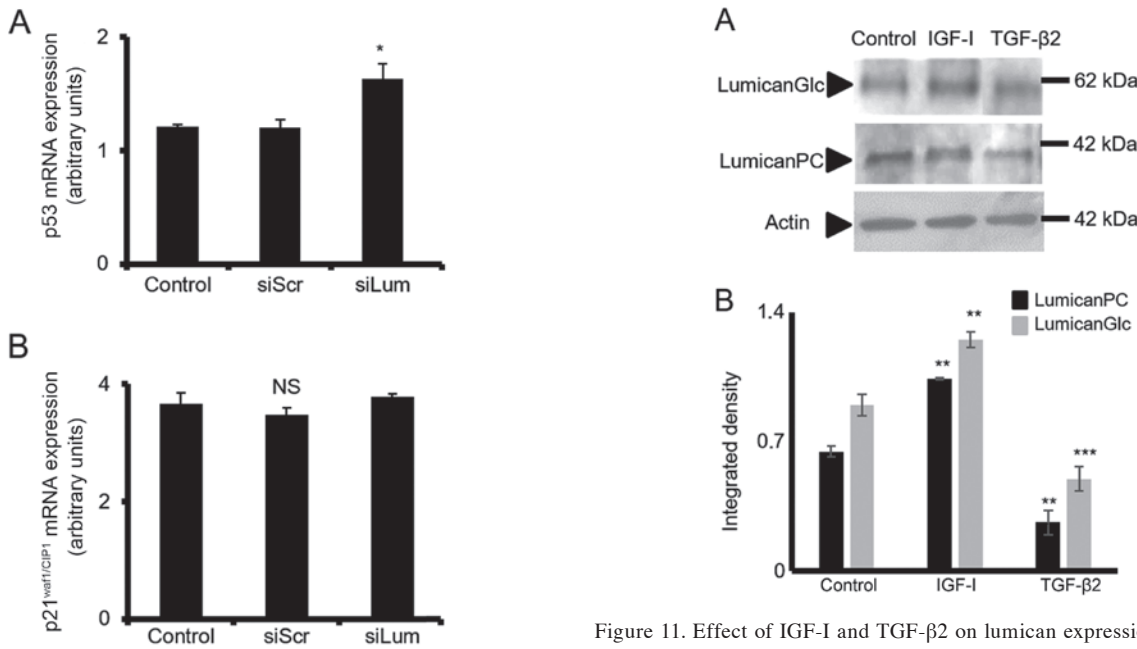 A
p53 mRNA expression
(arbitrary units)
2
1
0
*
Control siScr siLum
B
p21waf1/CIP1 mRNA expression
(arbitrary units)
4
2
0
NS
Control siScr siLum
A
Control IGF-I TGF-β2
LumicanGlc 62 kDa
LumicanPC 42 kDa
Actin 42 kDa
B
LumicanPC
LumicanGlc
Integrated density
1.4
0.7
0
** **
** ***
Control IGF-I TGF-β2
Figure 11. Effect of IGF-I and TGF-β2 on lumican expressio